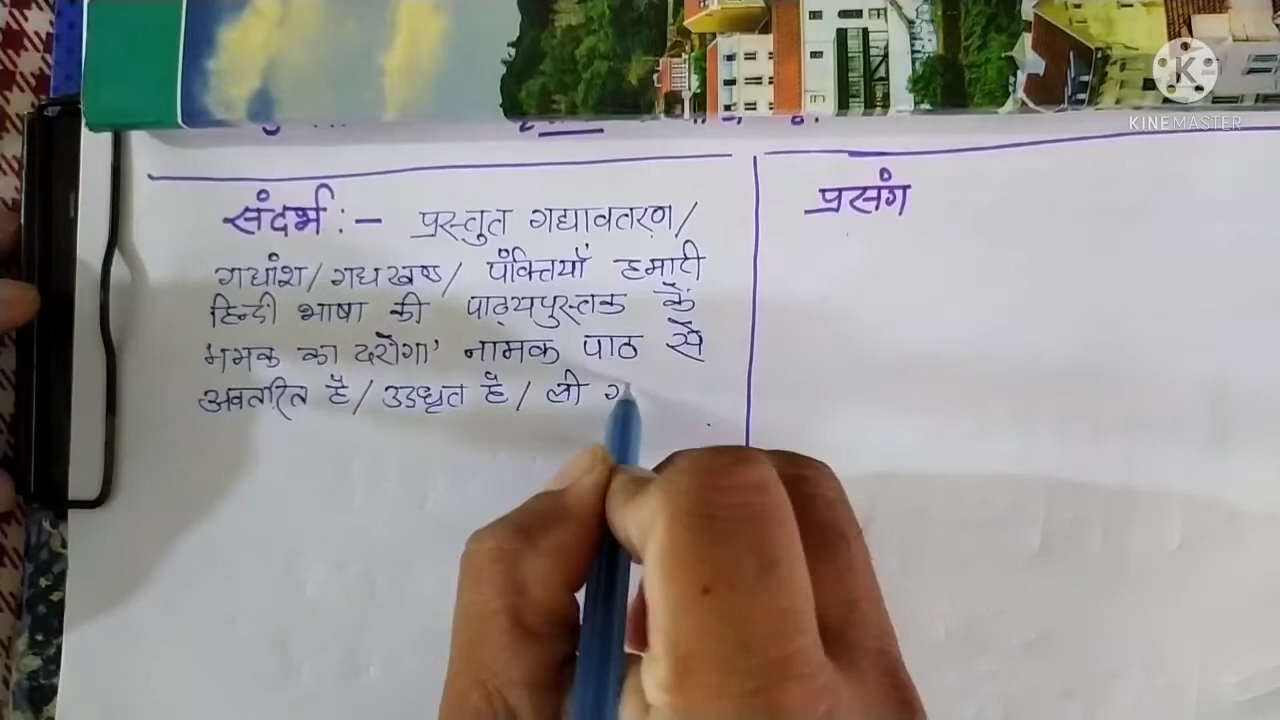 संदर्भ :- प्रस्तुत गद्यावतरण /
गद्यांश / गद्यखण्ड / पंक्तियाँ हमारी
हिन्दी भाषा की पाठ्यपुस्तक कें
नमक का दरोगा' नामक पाठ से
अवतरित है / उद्धृत है / ली ग
प्रसंग
K
KINEMASTER